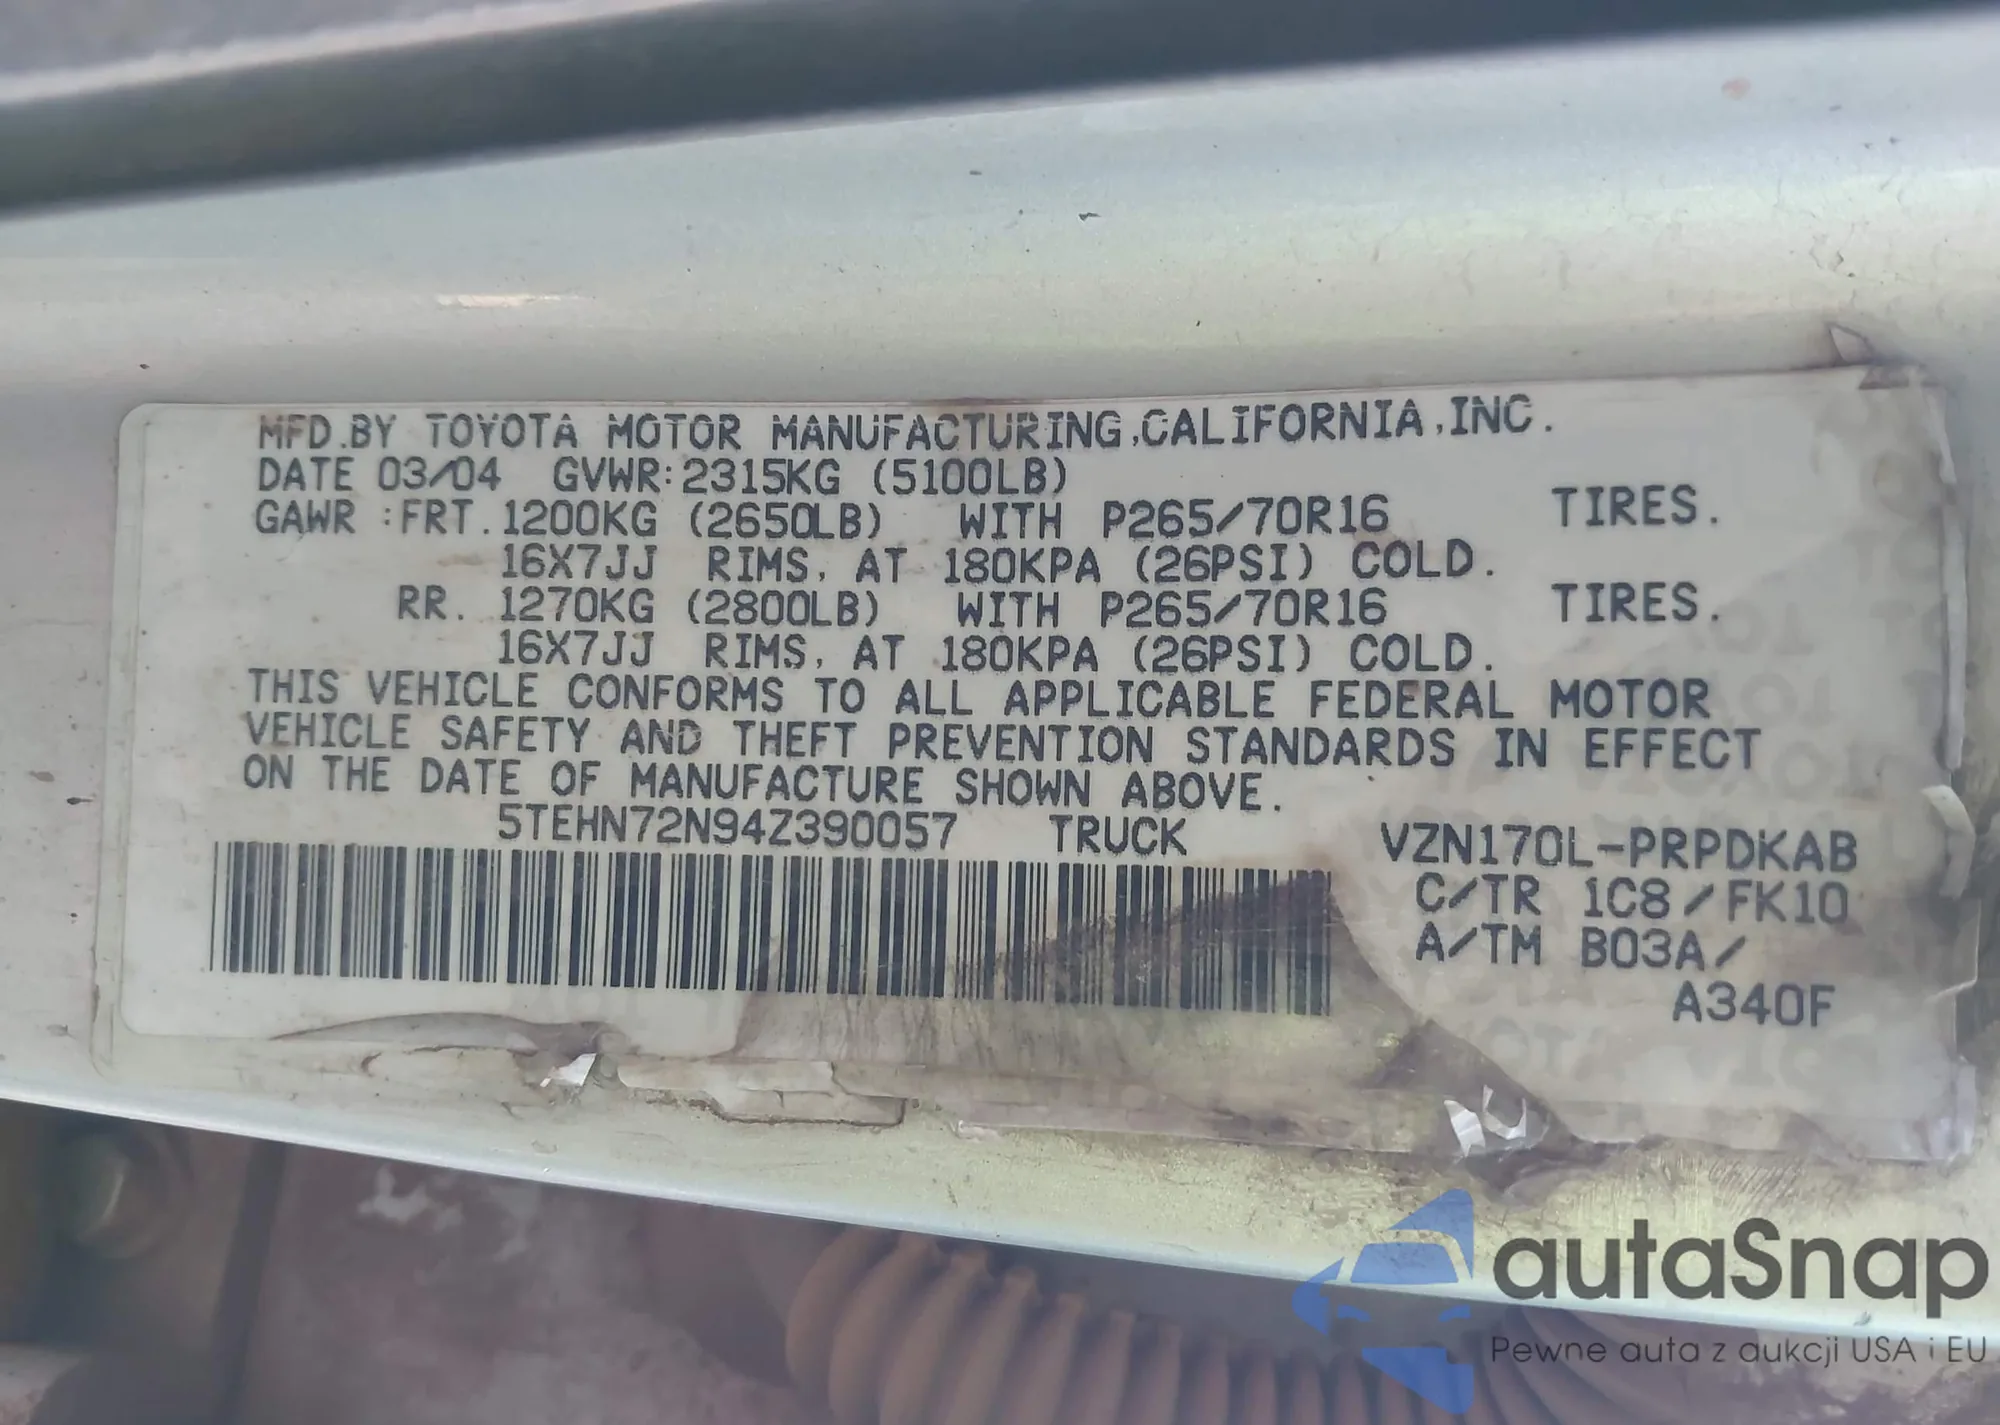 MFD.BY TOYOTA MOTOR MANUFACTURING,CALIFORNIA,INC.
DATE 03/04 GVWR:2315KG (5100LB)
GAWR :FRT. 1200KG (2650LB) WITH P265/70R16 TIRES.
16X7JJ RIMS, AT 180KPA (26PSI) COLD.
RR. 1270KG (2800LB) WITH P265/70R16 TIRES.
16X7JJ RIMS, AT 180KPA (26PSI) COLD.
THIS VEHICLE CONFORMS TO ALL APPLICABLE FEDERAL MOTOR
VEHICLE SAFETY AND THEFT PREVENTION STANDARDS IN EFFECT
ON THE DATE OF MANUFACTURE SHOWN ABOVE.
5TEHN72N94Z390057 TRUCK VZN170L-PRPDKAB
C/TR 1C8/FK10
A/TM B03A/
A340F
autaSnap
Pewne auta z aukcji USA i EU